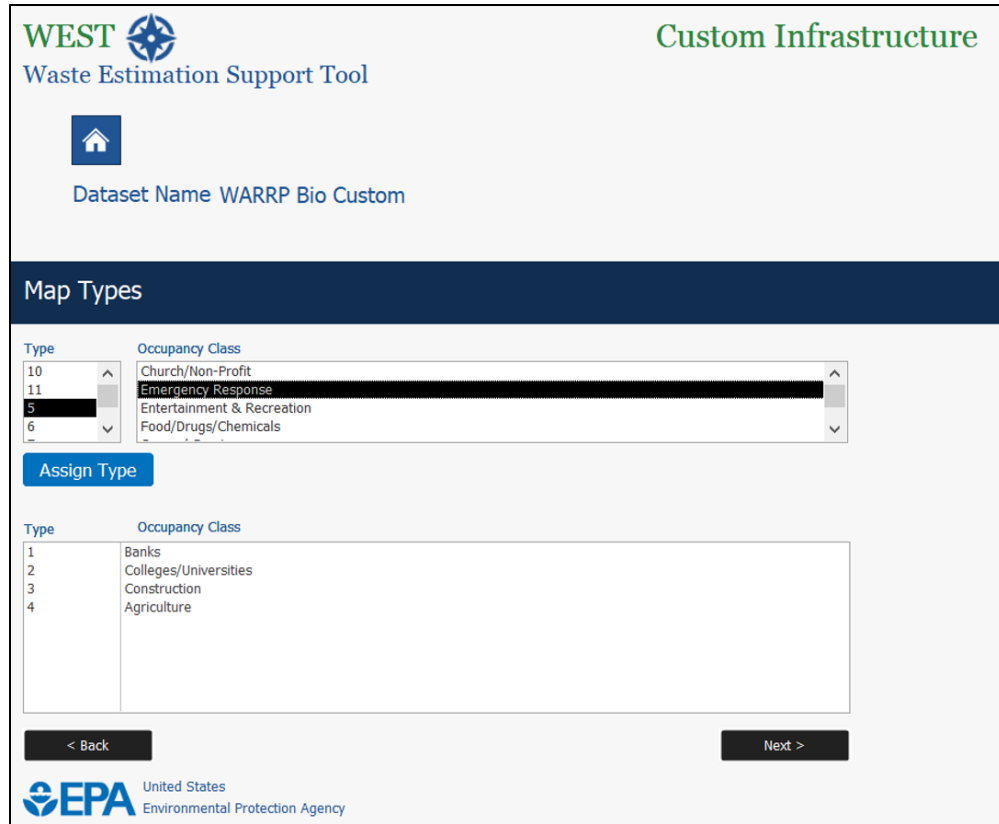 WEST
Custom Infrastructure
Waste Estimation Support Tool
Dataset Name WARRP Bio Custom
Map Types
Type Occupancy Class
10 Church/Non-Profit
11 Emergency Response
5 Entertainment & Recreation
6 Food/Drugs/Chemicals
Assign Type
Type Occupancy Class
1 Banks
2 Colleges/Universities
3 Construction
4 Agriculture
< Back Next >
EPA United States
Environmental Protection Agency